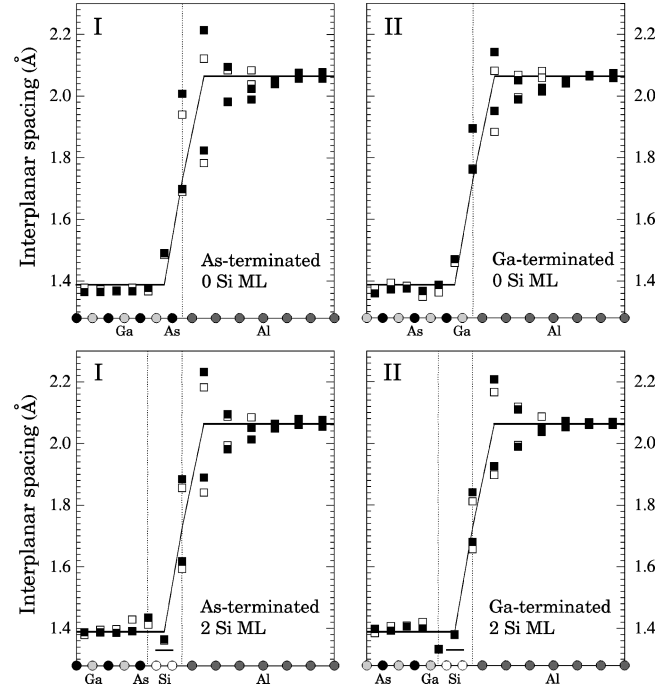 I
II
2.2
2.0
1.8
1.6
1.4
Interplanar spacing (Å)
As-terminated
0 Si ML
Ga-terminated
0 Si ML
2.2
2.0
1.8
1.6
1.4
Ga
As
Al
As
Ga
Al
I
II
2.2
2.0
1.8
1.6
1.4
Interplanar spacing (Å)
As-terminated
2 Si ML
Ga-terminated
2 Si ML
2.2
2.0
1.8
1.6
1.4
Ga
As
Si
Al
As
Ga
Si
Al